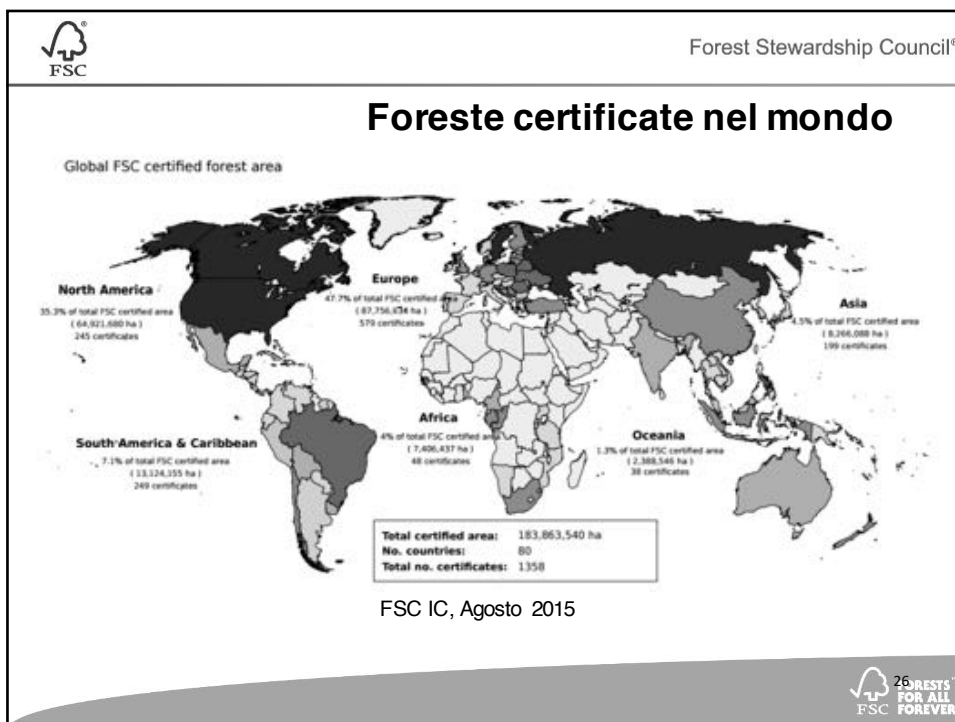 FSC
Forest Stewardship Council®
Foreste certificate nel mondo
Global FSC certified forest area
North America
35.3% of total FSC certified area
( 64,921,680 ha )
245 certificates
Europe
47.7% of total FSC certified area
579 certificates
Asia
4.5% of total FSC certified area
( 8,266,088 ha )
199 certificates
South America & Caribbean
7.1% of total FSC certified area
( 13,124,155 ha )
249 certificates
Africa
4% of total FSC certified area
( 7,406,437 ha )
48 certificates
Oceania
1.3% of total FSC certified area
( 2,388,546 ha )
38 certificates
Total certified area: 183,863,540 ha
No. countries: 80
Total no. certificates: 1358
FSC IC, Agosto 2015
26
FSC
FORESTS
FOR ALL
FOREVER